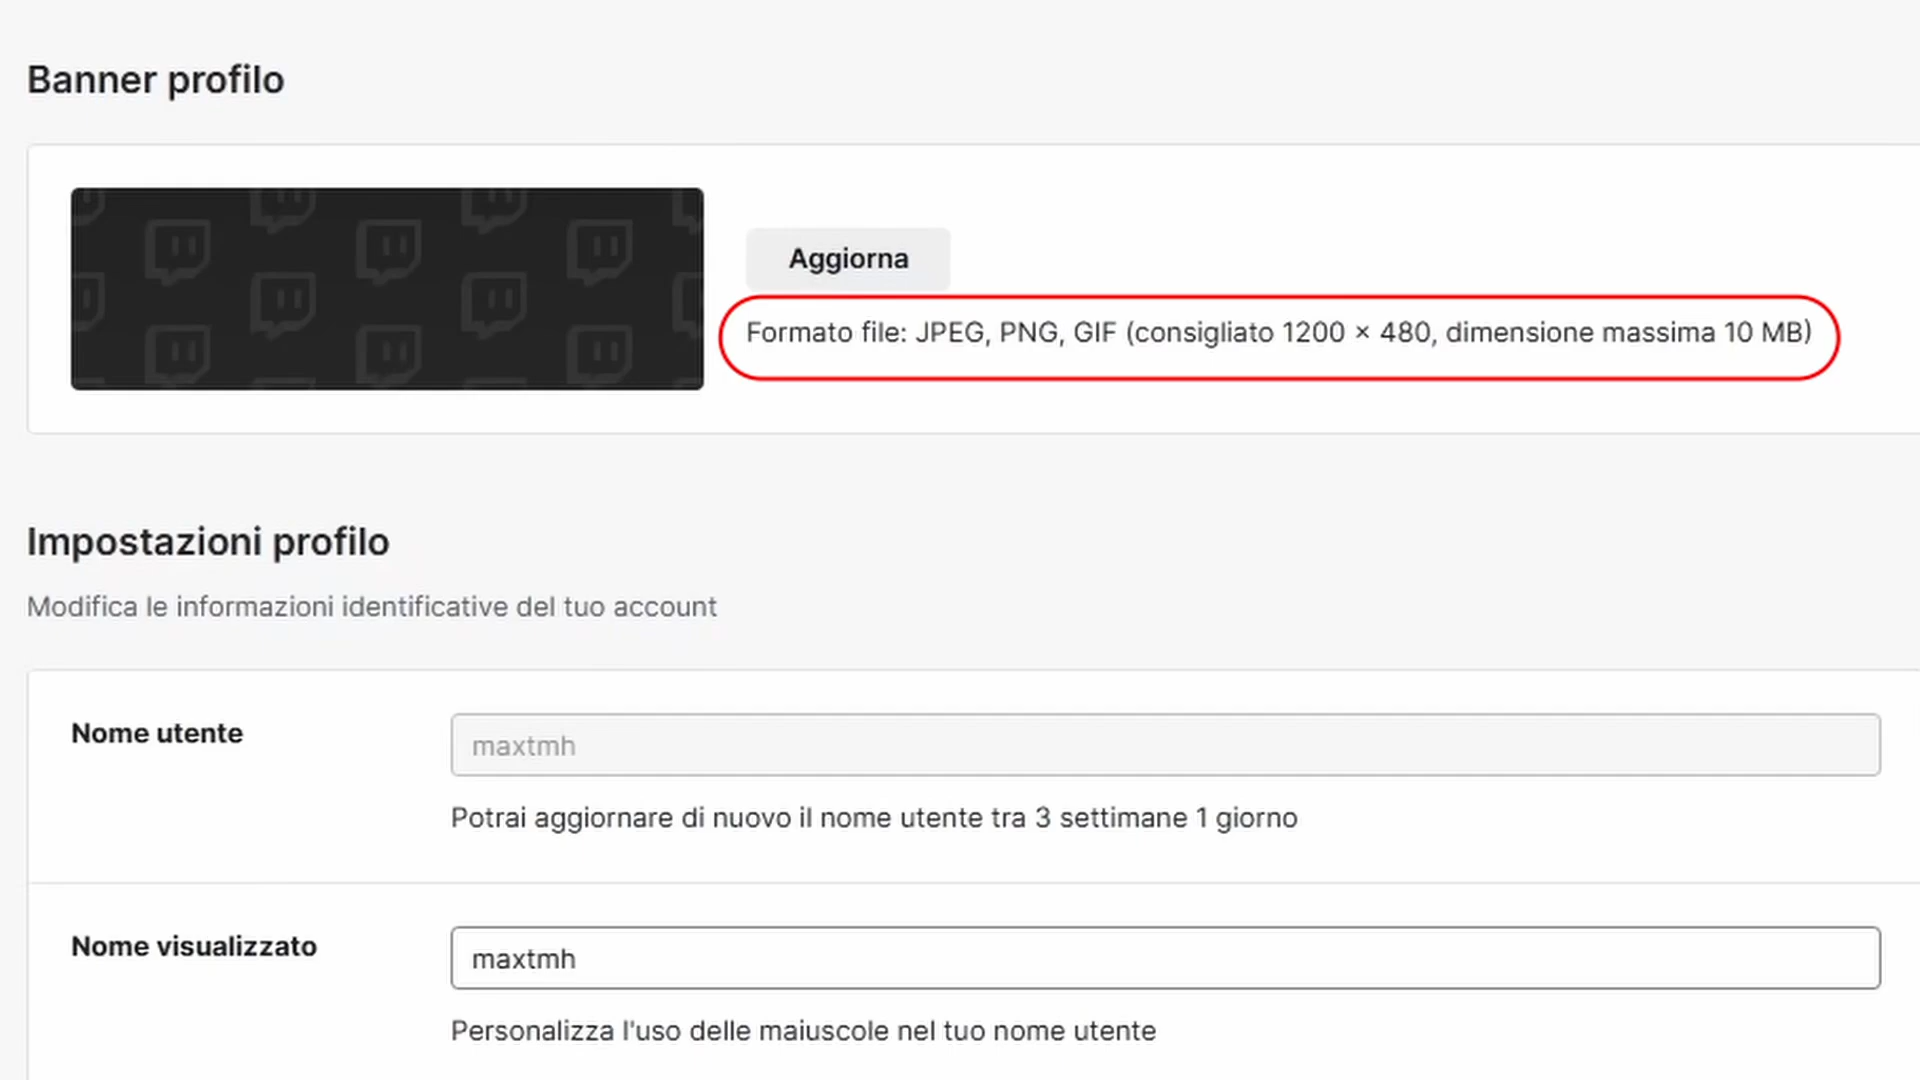 Banner profilo
Aggiorna
Formato file: JPEG, PNG, GIF (consigliato 1200 × 480, dimensione massima 10 MB)
Impostazioni profilo
Modifica le informazioni identificative del tuo account
Nome utente
maxtmh
Potrai aggiornare di nuovo il nome utente tra 3 settimane 1 giorno
Nome visualizzato
maxtmh
Personalizza l'uso delle maiuscole nel tuo nome utente